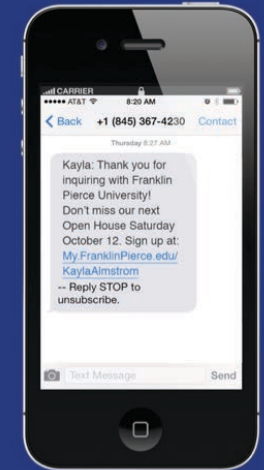 CARRIER
AT&T 8:20 AM
Back +1 (845) 367-4230 Contact
Thursday 8:27 AM
Kayla: Thank you for
inquiring with Franklin
Pierce University!
Don't miss our next
Open House Saturday
October 12. Sign up at:
My.FranklinPierce.edu/
KaylaAlmstrom
-- Reply STOP to
unsubscribe.
Text Message Send